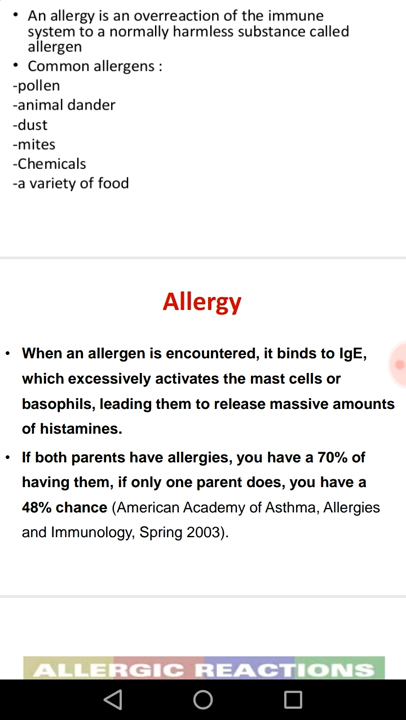 • An allergy is an overreaction of the immune
system to a normally harmless substance called
allergen
• Common allergens :
-pollen
-animal dander
-dust
-mites
-Chemicals
-a variety of food
Allergy
• When an allergen is encountered, it binds to IgE,
which excessively activates the mast cells or
basophils, leading them to release massive amounts
of histamines.
• If both parents have allergies, you have a 70% of
having them, if only one parent does, you have a
48% chance (American Academy of Asthma, Allergies
and Immunology, Spring 2003).
ALLERGIC REACTIONS